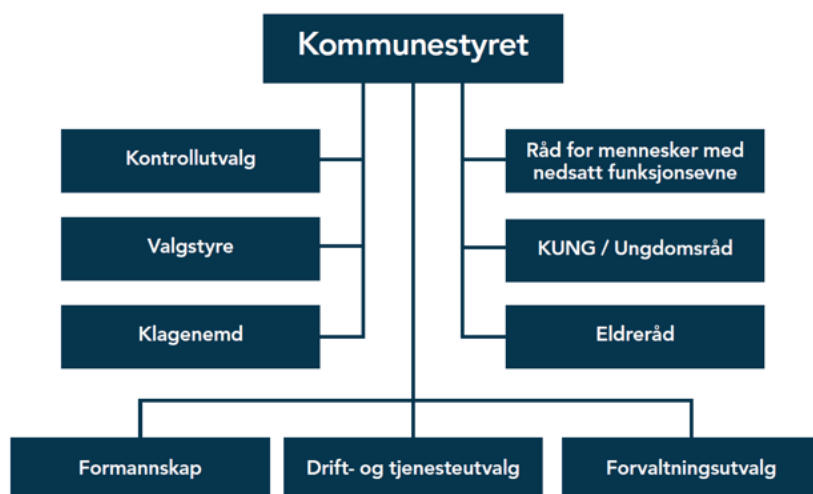 Kommunestyret
Kontrollutvalg
Råd for mennesker med
nedsatt funksjonsevne
Valgstyre
KUNG / Ungdomsråd
Klagenemd
Eldreråd
Formannskap
Drift- og tjenesteutvalg
Forvaltningsutvalg